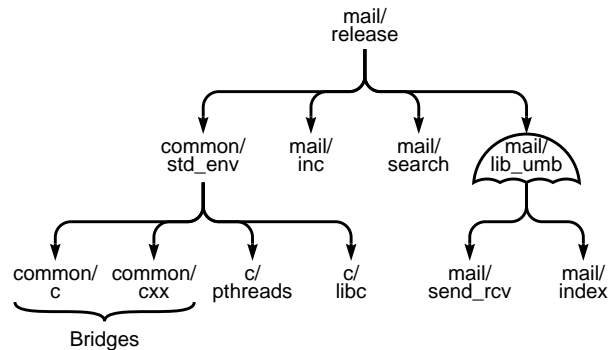 mail/
release
common/
std_env
mail/
inc
mail/
search
mail/
lib_umb
common/
c
common/
cxx
c/
pthreads
c/
libc
mail/
send_rcv
mail/
index
Bridges